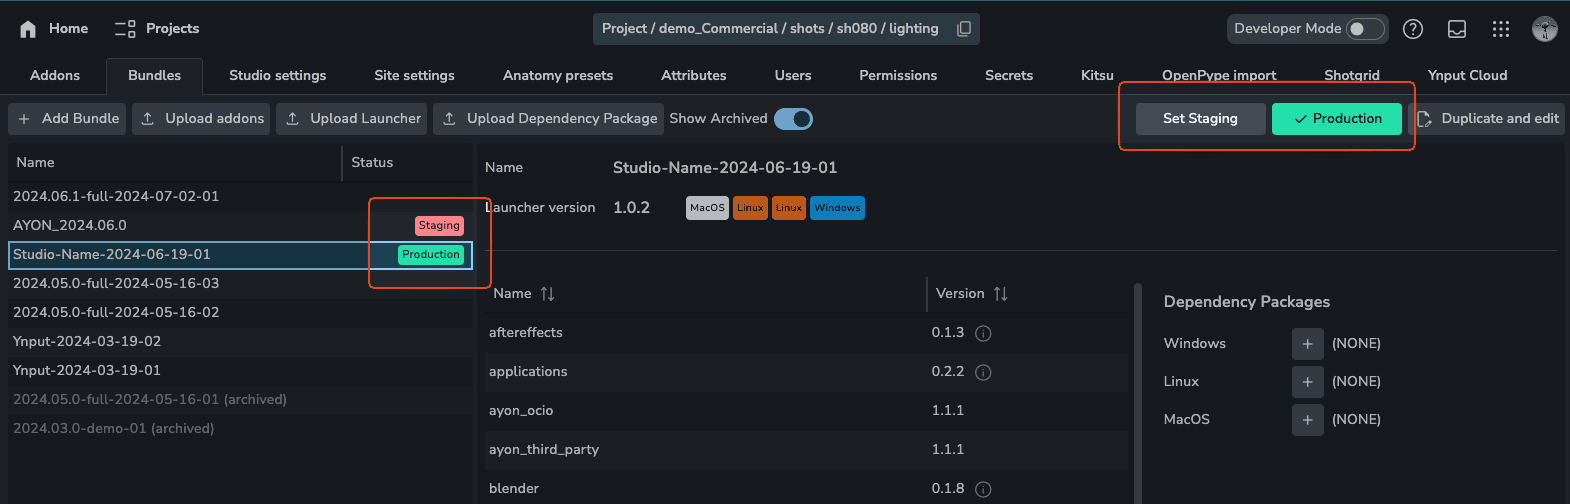 Home Projects Project / demo_Commercial / shots / sh080 / lighting Developer Mode
Addons Bundles Studio settings Site settings Anatomy presets Attributes Users Permissions Secrets Kitsu OpenPype import Shotgrid Ynput Cloud
Add Bundle Upload addons Upload Launcher Upload Dependency Package Show Archived Set Staging Production Duplicate and edit
Name Status
2024.06.1-full-2024-07-02-01
AYON_2024.06.0 Staging
Studio-Name-2024-06-19-01 Production
2024.05.0-full-2024-05-16-03
2024.05.0-full-2024-05-16-02
Ynput-2024-03-19-02
Ynput-2024-03-19-01
2024.05.0-full-2024-05-16-01 (archived)
2024.03.0-demo-01 (archived)
Name Studio-Name-2024-06-19-01
Launcher version 1.0.2 MacOS Linux Linux Windows
Name Version
aftereffects 0.1.3
applications 0.2.2
ayon_ocio 1.1.1
ayon_third_party 1.1.1
blender 0.1.8
Dependency Packages
Windows + (NONE)
Linux + (NONE)
MacOS + (NONE)